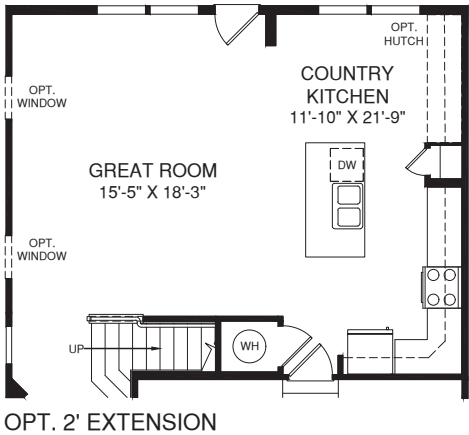 OPT.
HUTCH
COUNTRY
KITCHEN
11'-10" X 21'-9"
OPT.
WINDOW
GREAT ROOM
15'-5" X 18'-3"
DW
OPT.
WINDOW
UP
WH
OPT. 2' EXTENSION